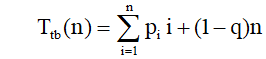 T_tb(n) = ∑_{i=1}^{n} p_i i + (1-q)n